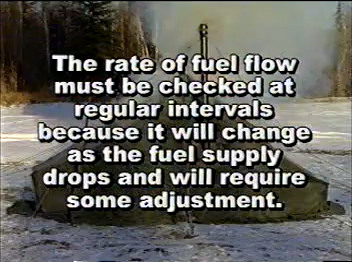 The rate of fuel flow
must be checked at
regular intervals
because it will change
as the fuel supply
drops and will require
some adjustment.